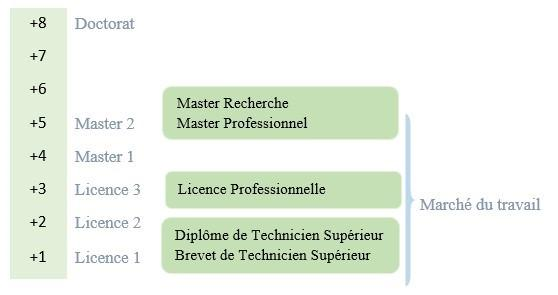 +8 Doctorat
+7
+6
Master Recherche
+5 Master 2 Master Professionnel
+4 Master 1
+3 Licence 3 Licence Professionnelle
Marché du travail
+2 Licence 2
Diplôme de Technicien Supérieur
+1 Licence 1 Brevet de Technicien Supérieur